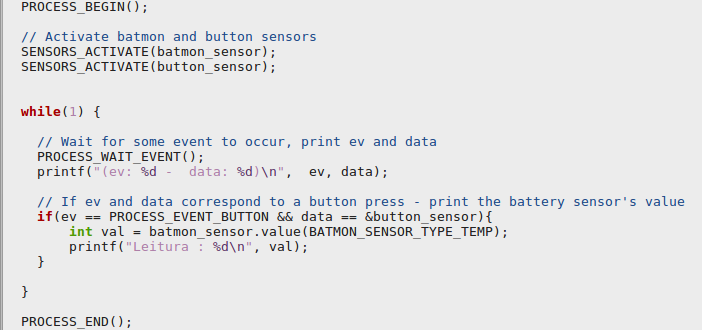 PROCESS_BEGIN();
// Activate batmon and button sensors
SENSORS_ACTIVATE(batmon_sensor);
SENSORS_ACTIVATE(button_sensor);
while(1) {
// Wait for some event to occur, print ev and data
PROCESS_WAIT_EVENT();
printf("(ev: %d -  data: %d)\n",  ev, data);
// If ev and data correspond to a button press - print the battery sensor's value
if(ev == PROCESS_EVENT_BUTTON && data == &button_sensor){
int val = batmon_sensor.value(BATMON_SENSOR_TYPE_TEMP);
printf("Leitura : %d\n", val);
}
}
PROCESS_END();